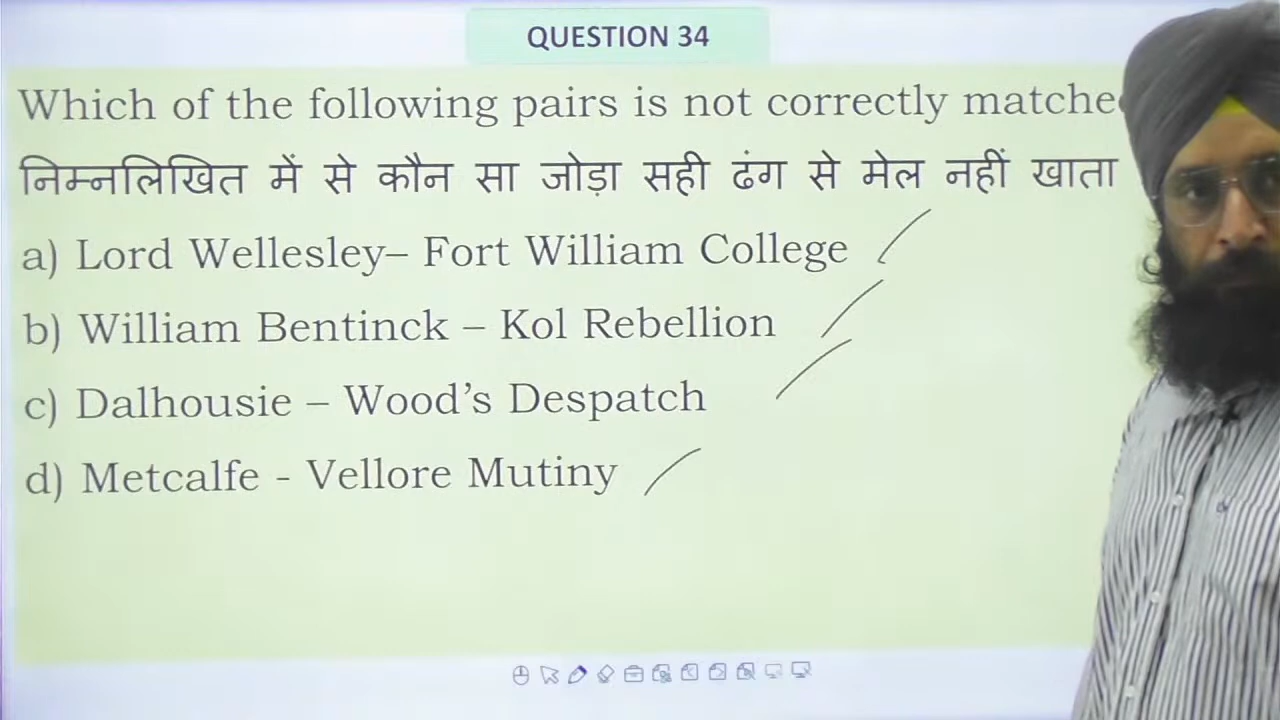 QUESTION 34
Which of the following pairs is not correctly matche
निम्नलिखित में से कौन सा जोड़ा सही ढंग से मेल नहीं खाता
a) Lord Wellesley– Fort William College
b) William Bentinck – Kol Rebellion
c) Dalhousie – Wood’s Despatch
d) Metcalfe - Vellore Mutiny